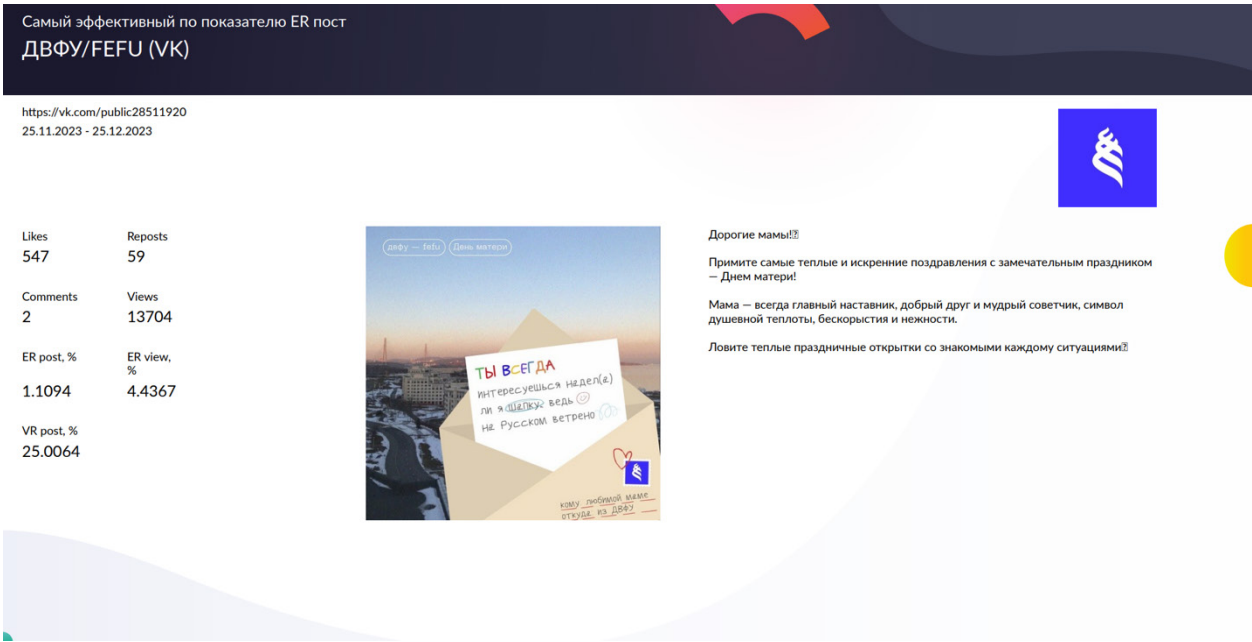 Самый эффективный по показателю ER пост
ДВФУ/FEFU (VK)
https://vk.com/public28511920
25.11.2023 - 25.12.2023
Likes
547
Reposts
59
Comments
2
Views
13704
ER post, %
1.1094
ER view,
%
4.4367
VR post, %
25.0064
двфу — fefu
День матери
ТЫ ВСЕГДА
интересуешься надел(а)
ли я шапку, ведь
на Русском ветрено
кому любимой маме
откуда из ДВФУ
Дорогие мамы!
Примите самые теплые и искренние поздравления с замечательным праздником
— Днем матери!
Мама — всегда главный наставник, добрый друг и мудрый советчик, символ
душевной теплоты, бескорыстия и нежности.
Ловите теплые праздничные открытки со знакомыми каждому ситуациями